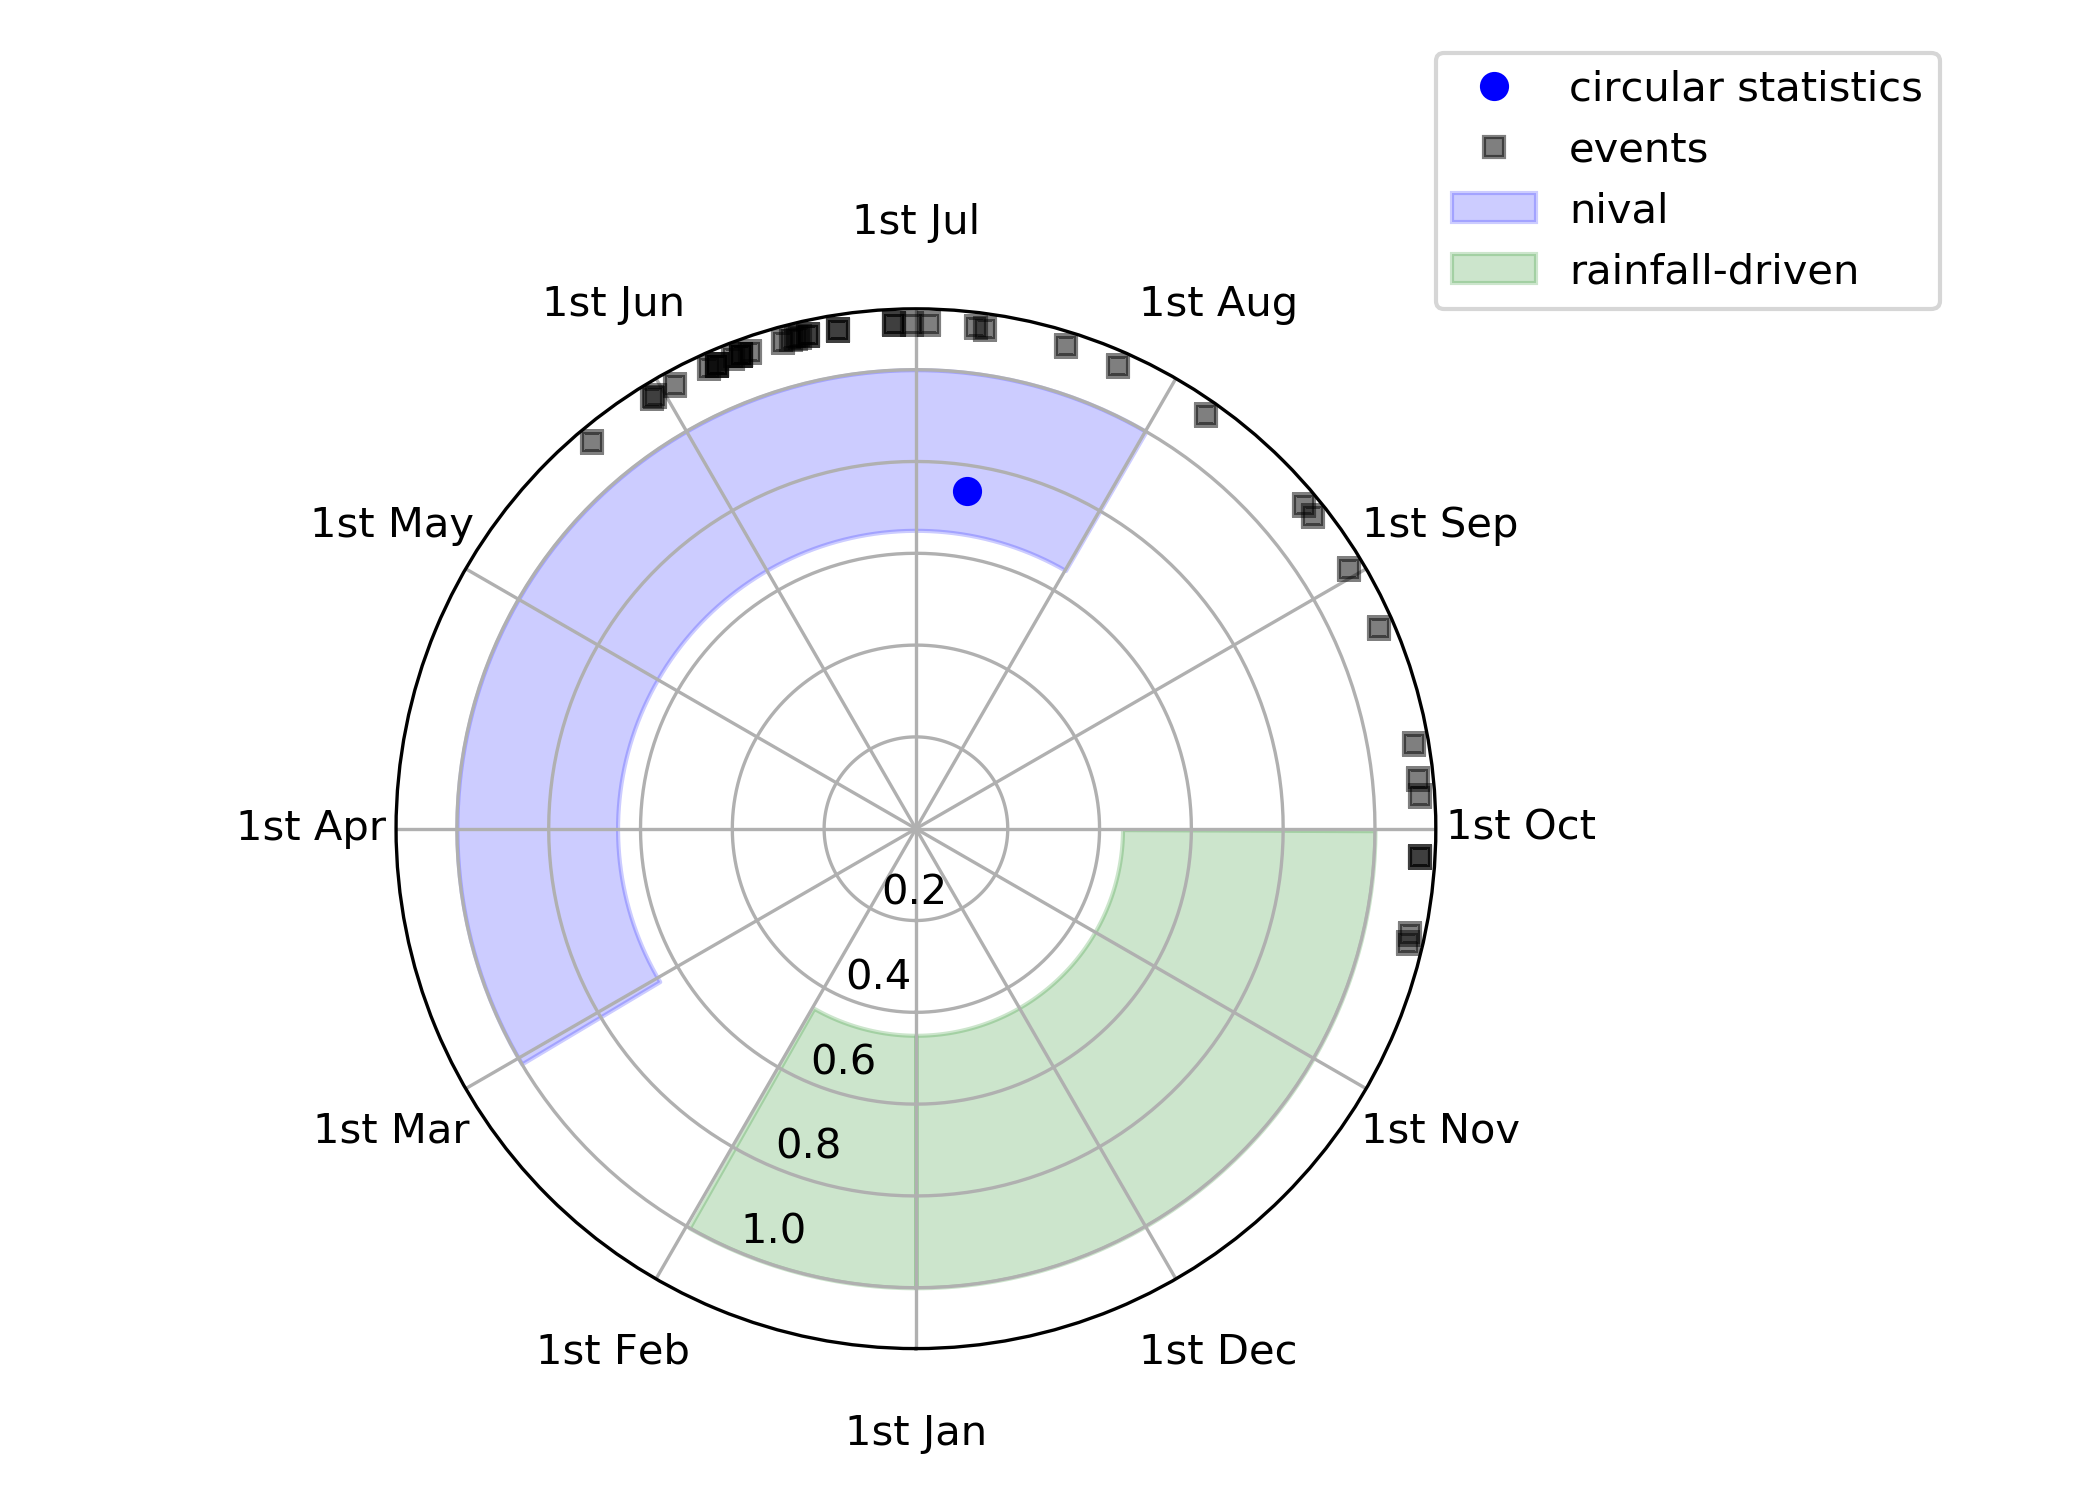 circular statistics
events
nival
rainfall-driven
1st Jul
1st Jun
1st Aug
1st May
1st Sep
1st Apr
1st Oct
0.2
0.4
0.6
1st Mar
1st Nov
0.8
1.0
1st Feb
1st Dec
1st Jan